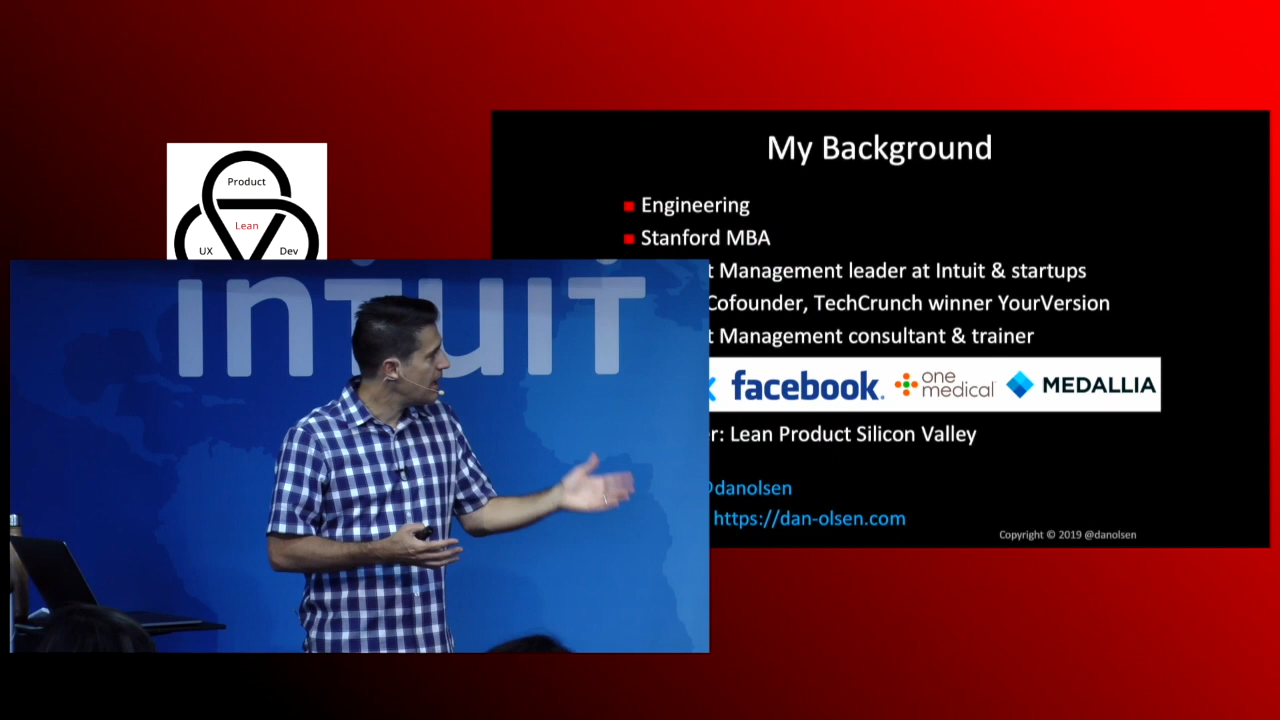 Product
Lean
UX
Dev
intuit
My Background
Engineering
Stanford MBA
t Management leader at Intuit & startups
Cofounder, TechCrunch winner YourVersion
t Management consultant & trainer
facebook.
one
medical
MEDALLIA
r: Lean Product Silicon Valley
@danolsen
https://dan-olsen.com
Copyright © 2019 @danolsen